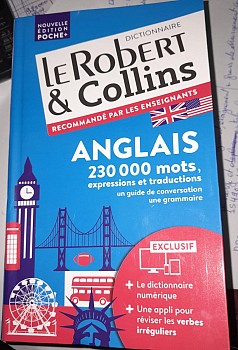 NOUVELLE
ÉDITION
POCHE+
DICTIONNAIRE
LE ROBERT
& Collins
RECOMMANDÉ PAR LES ENSEIGNANTS
ANGLAIS
230 000 mots,
expressions et traductions
un guide de conversation
une grammaire
EXCLUSIF
+ Le dictionnaire
numérique
+ Une appli pour
réviser les verbes
irréguliers